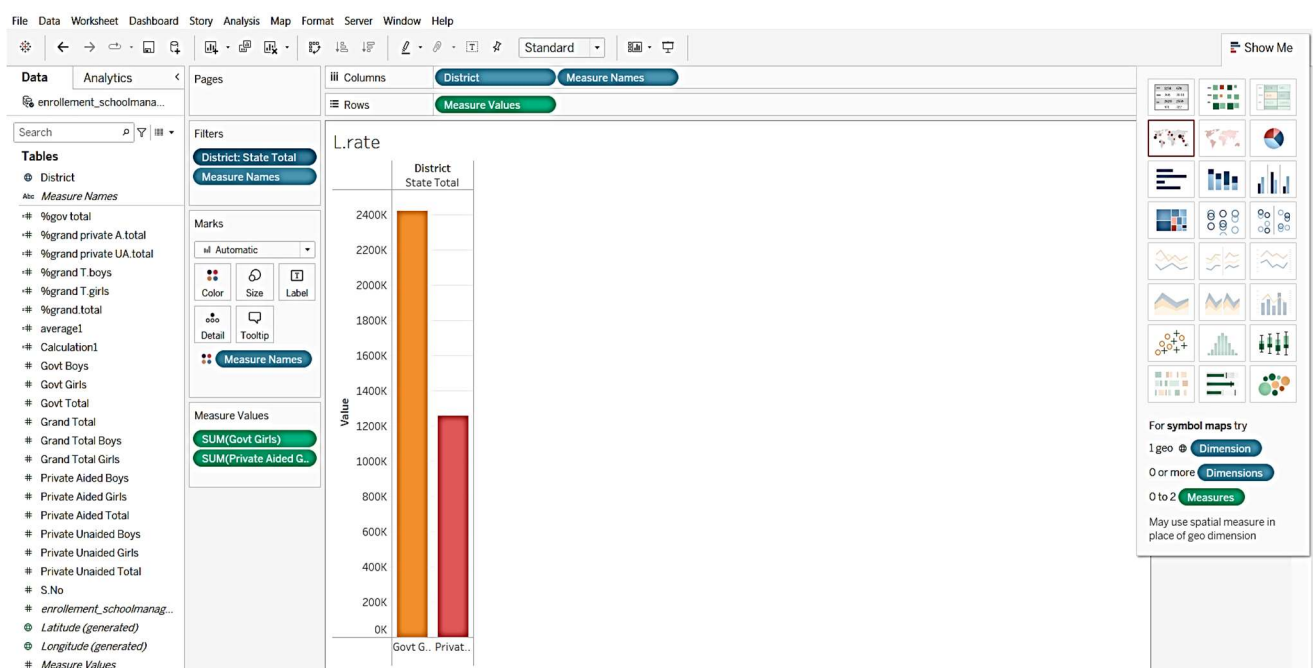 File Data Worksheet Dashboard Story Analysis Map Format Server Window Help
Standard
Show Me
Data Analytics
enrollement_schoolmana...
Search
Tables
District
Abc Measure Names
# %gov total
# %grand private A.total
# %grand private UA.total
# %grand T.boys
# %grand T.girls
# %grand.total
# average1
# Calculation1
# Govt Boys
# Govt Girls
# Govt Total
# Grand Total
# Grand Total Boys
# Grand Total Girls
# Private Aided Boys
# Private Aided Girls
# Private Aided Total
# Private Unaided Boys
# Private Unaided Girls
# Private Unaided Total
# S.No
# enrollement_schoolmanag...
Latitude (generated)
Longitude (generated)
# Measure Values
Pages
Filters
District: State Total
Measure Names
Marks
Automatic
Color Size Label
Detail Tooltip
Measure Names
Measure Values
SUM(Govt Girls)
SUM(Private Aided G..
Columns District Measure Names
Rows Measure Values
L.rate
District
State Total
2400K
2200K
2000K
1800K
1600K
1400K
1200K
1000K
800K
600K
400K
200K
0K
Value
Govt G.. Privat..
For symbol maps try
1 geo Dimension
0 or more Dimensions
0 to 2 Measures
May use spatial measure in
place of geo dimension